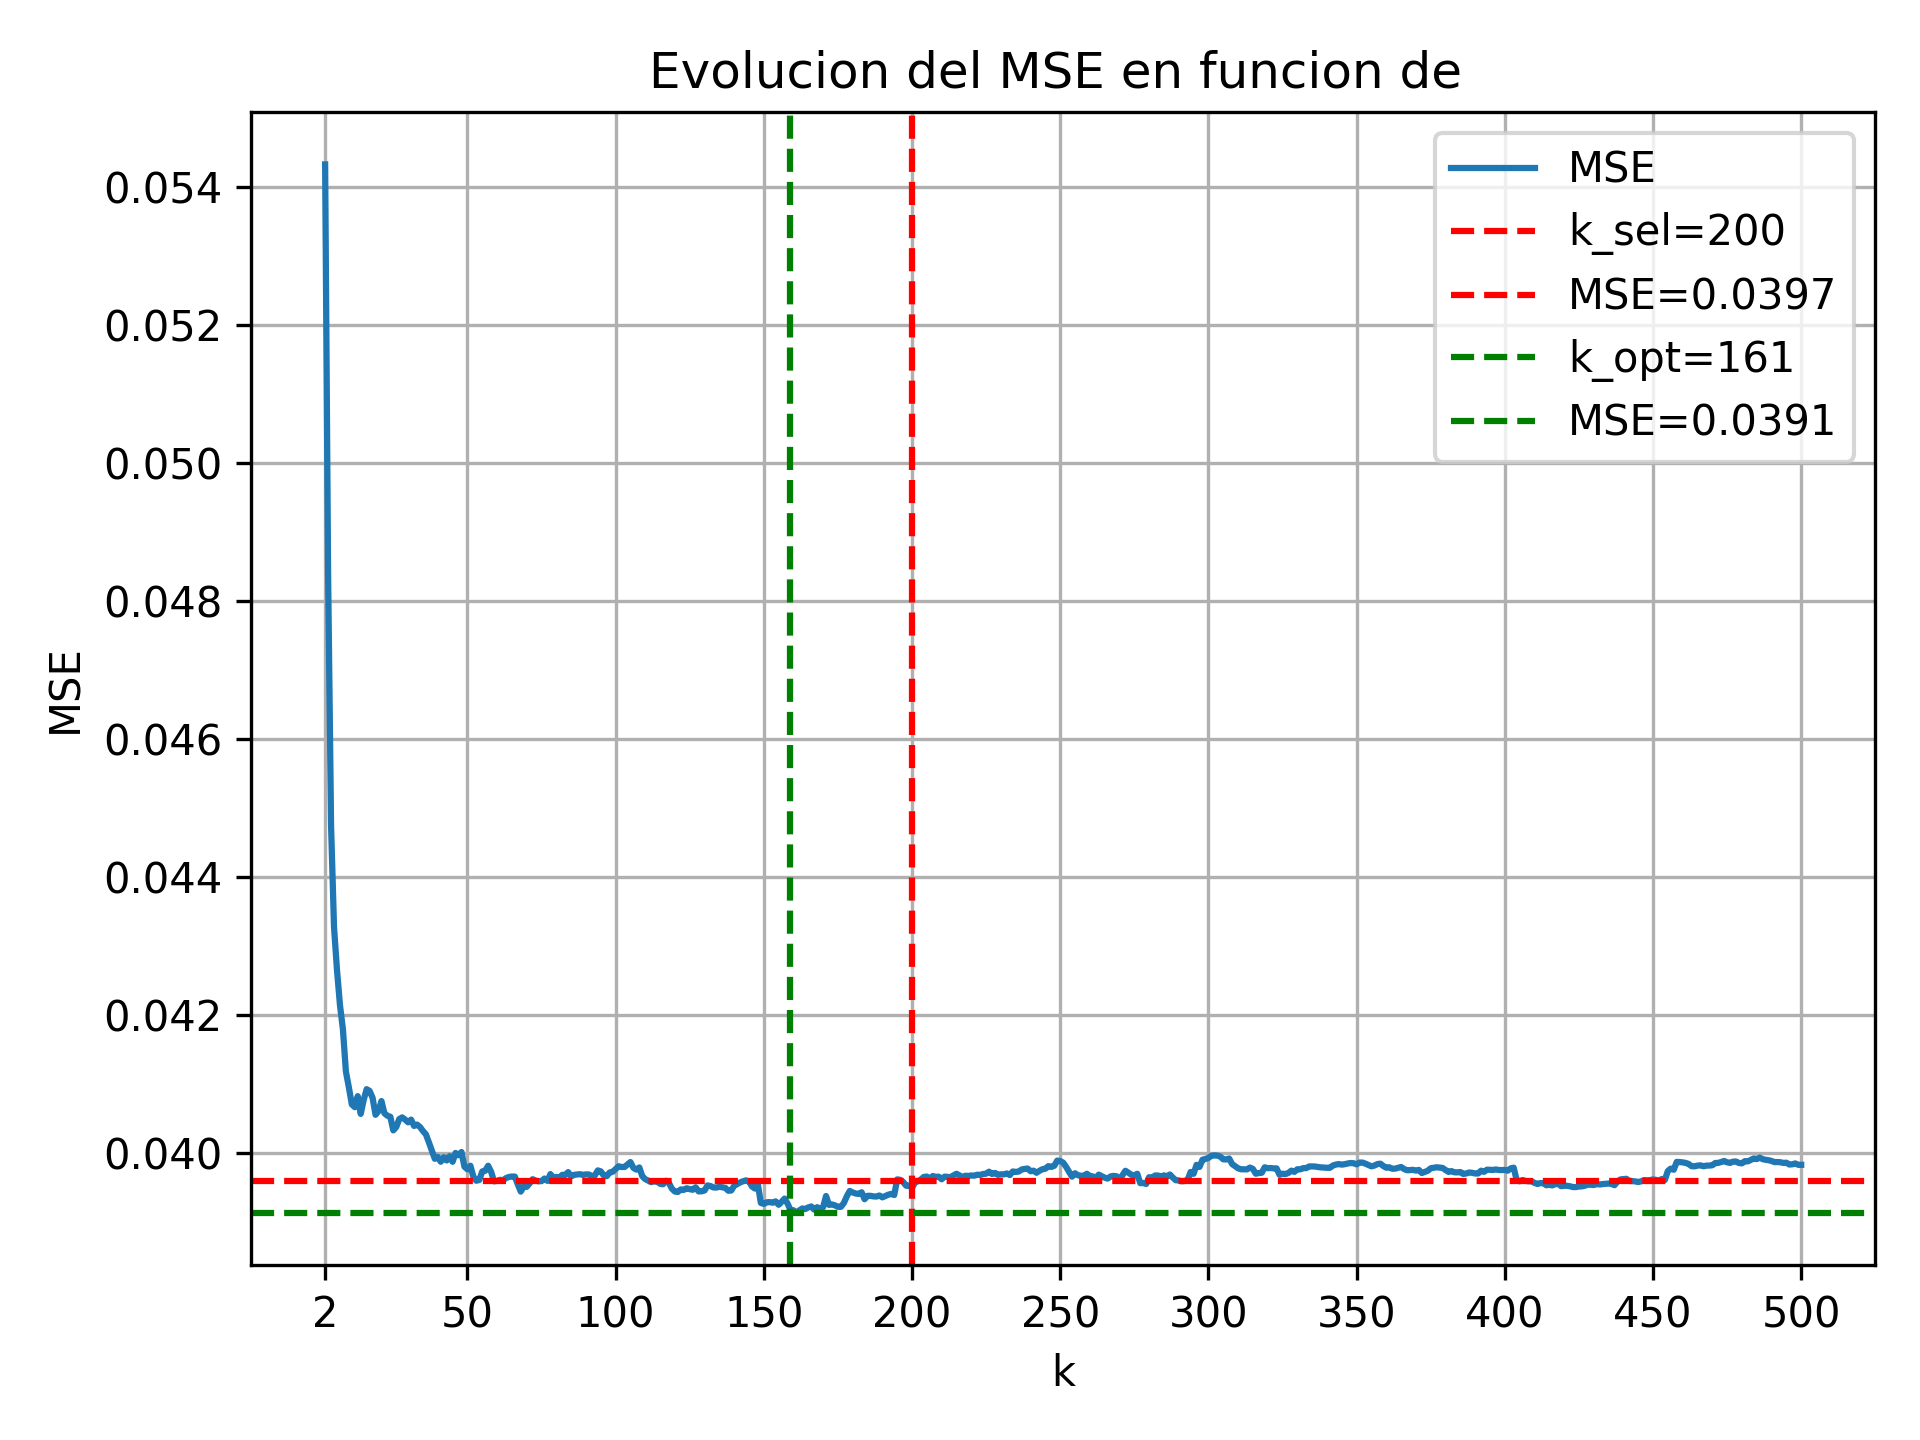 Evolucion del MSE en funcion de
MSE
k_sel=200
MSE=0.0397
k_opt=161
MSE=0.0391
0.054
0.052
0.050
0.048
0.046
0.044
0.042
0.040
MSE
2 50 100 150 200 250 300 350 400 450 500
k